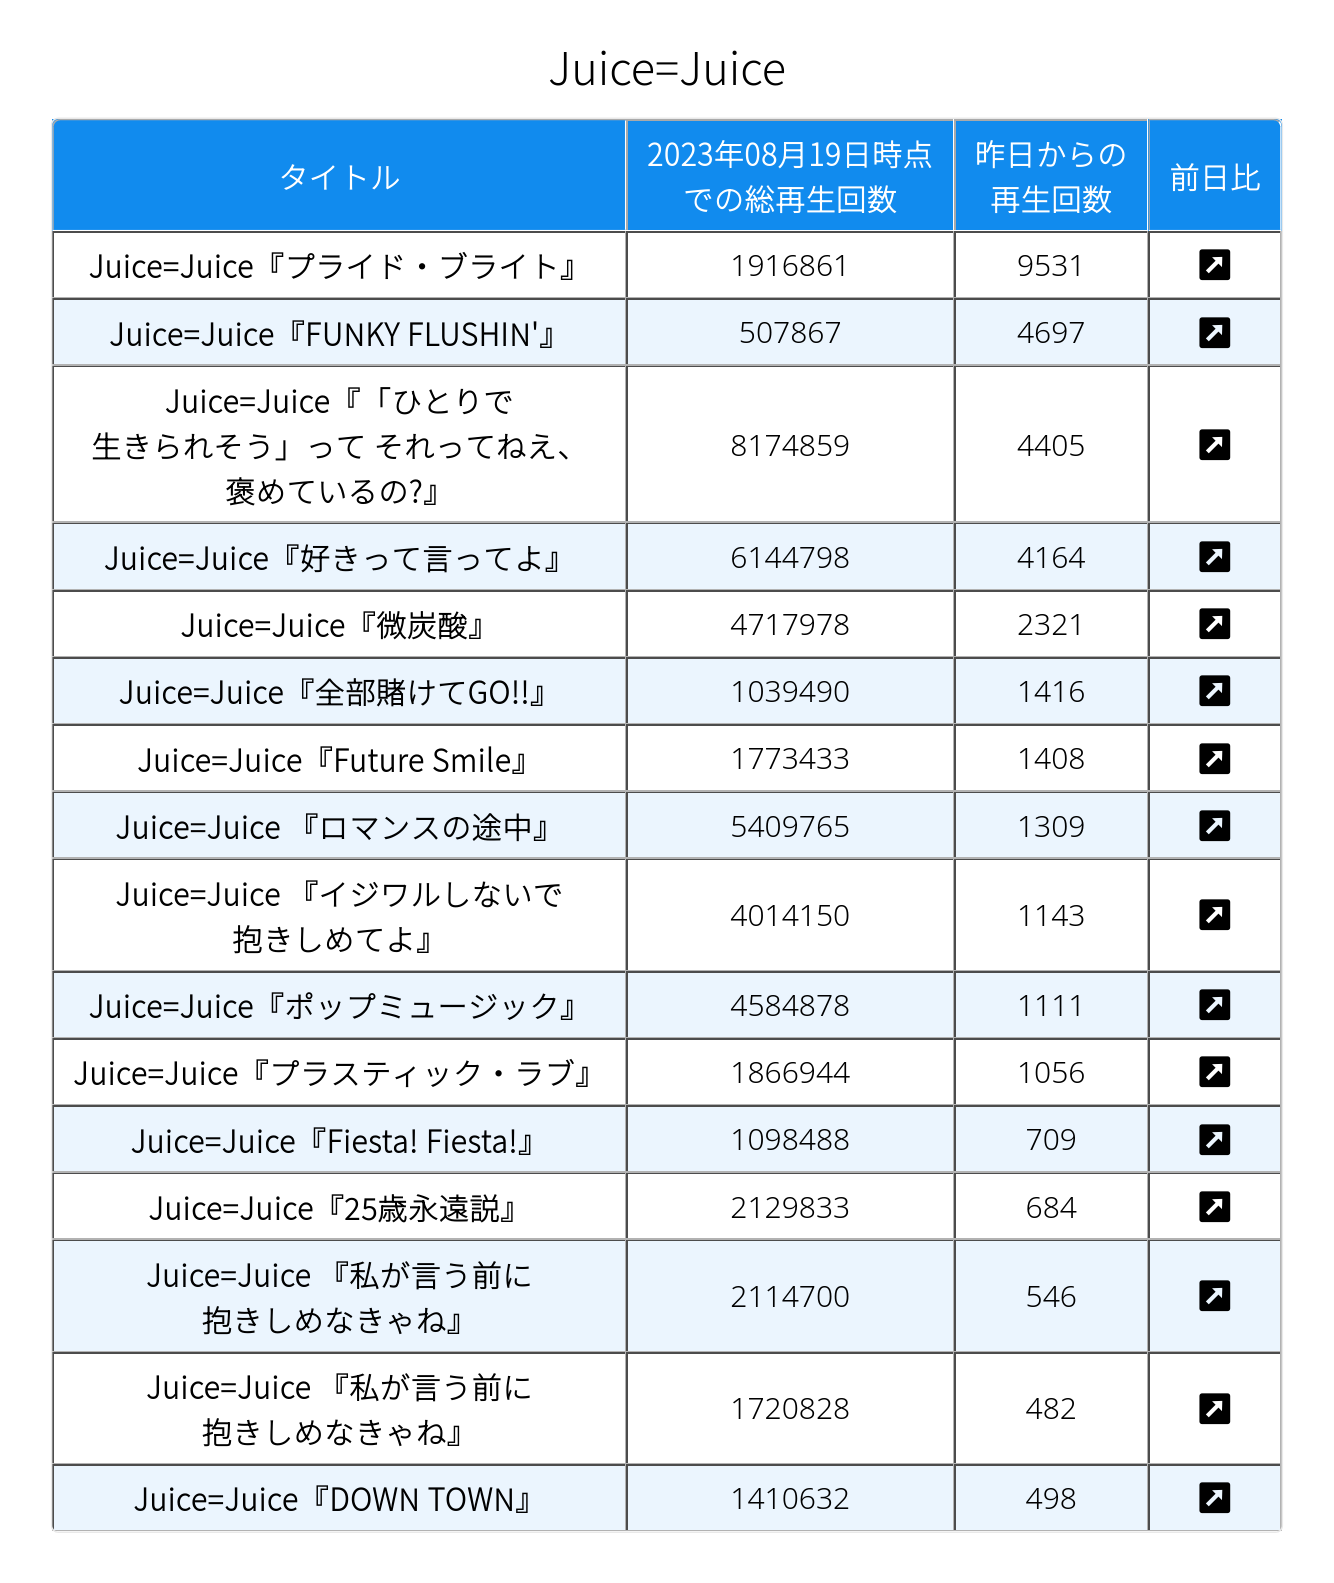 Juice=Juice
タイトル
2023年08月19日時点
での総再生回数
昨日からの
再生回数
前日比
Juice=Juice『プライド・ブライト』
1916861
9531
Juice=Juice『FUNKY FLUSHIN'』
507867
4697
Juice=Juice『「ひとりで
生きられそう」って それってねえ、
褒めているの?』
8174859
4405
Juice=Juice『好きって言ってよ』
6144798
4164
Juice=Juice『微炭酸』
4717978
2321
Juice=Juice『全部賭けてGO!!』
1039490
1416
Juice=Juice『Future Smile』
1773433
1408
Juice=Juice 『ロマンスの途中』
5409765
1309
Juice=Juice 『イジワルしないで
抱きしめてよ』
4014150
1143
Juice=Juice『ポップミュージック』
4584878
1111
Juice=Juice『プラスティック・ラブ』
1866944
1056
Juice=Juice『Fiesta! Fiesta!』
1098488
709
Juice=Juice『25歳永遠説』
2129833
684
Juice=Juice 『私が言う前に
抱きしめなきゃね』
2114700
546
Juice=Juice 『私が言う前に
抱きしめなきゃね』
1720828
482
Juice=Juice『DOWN TOWN』
1410632
498